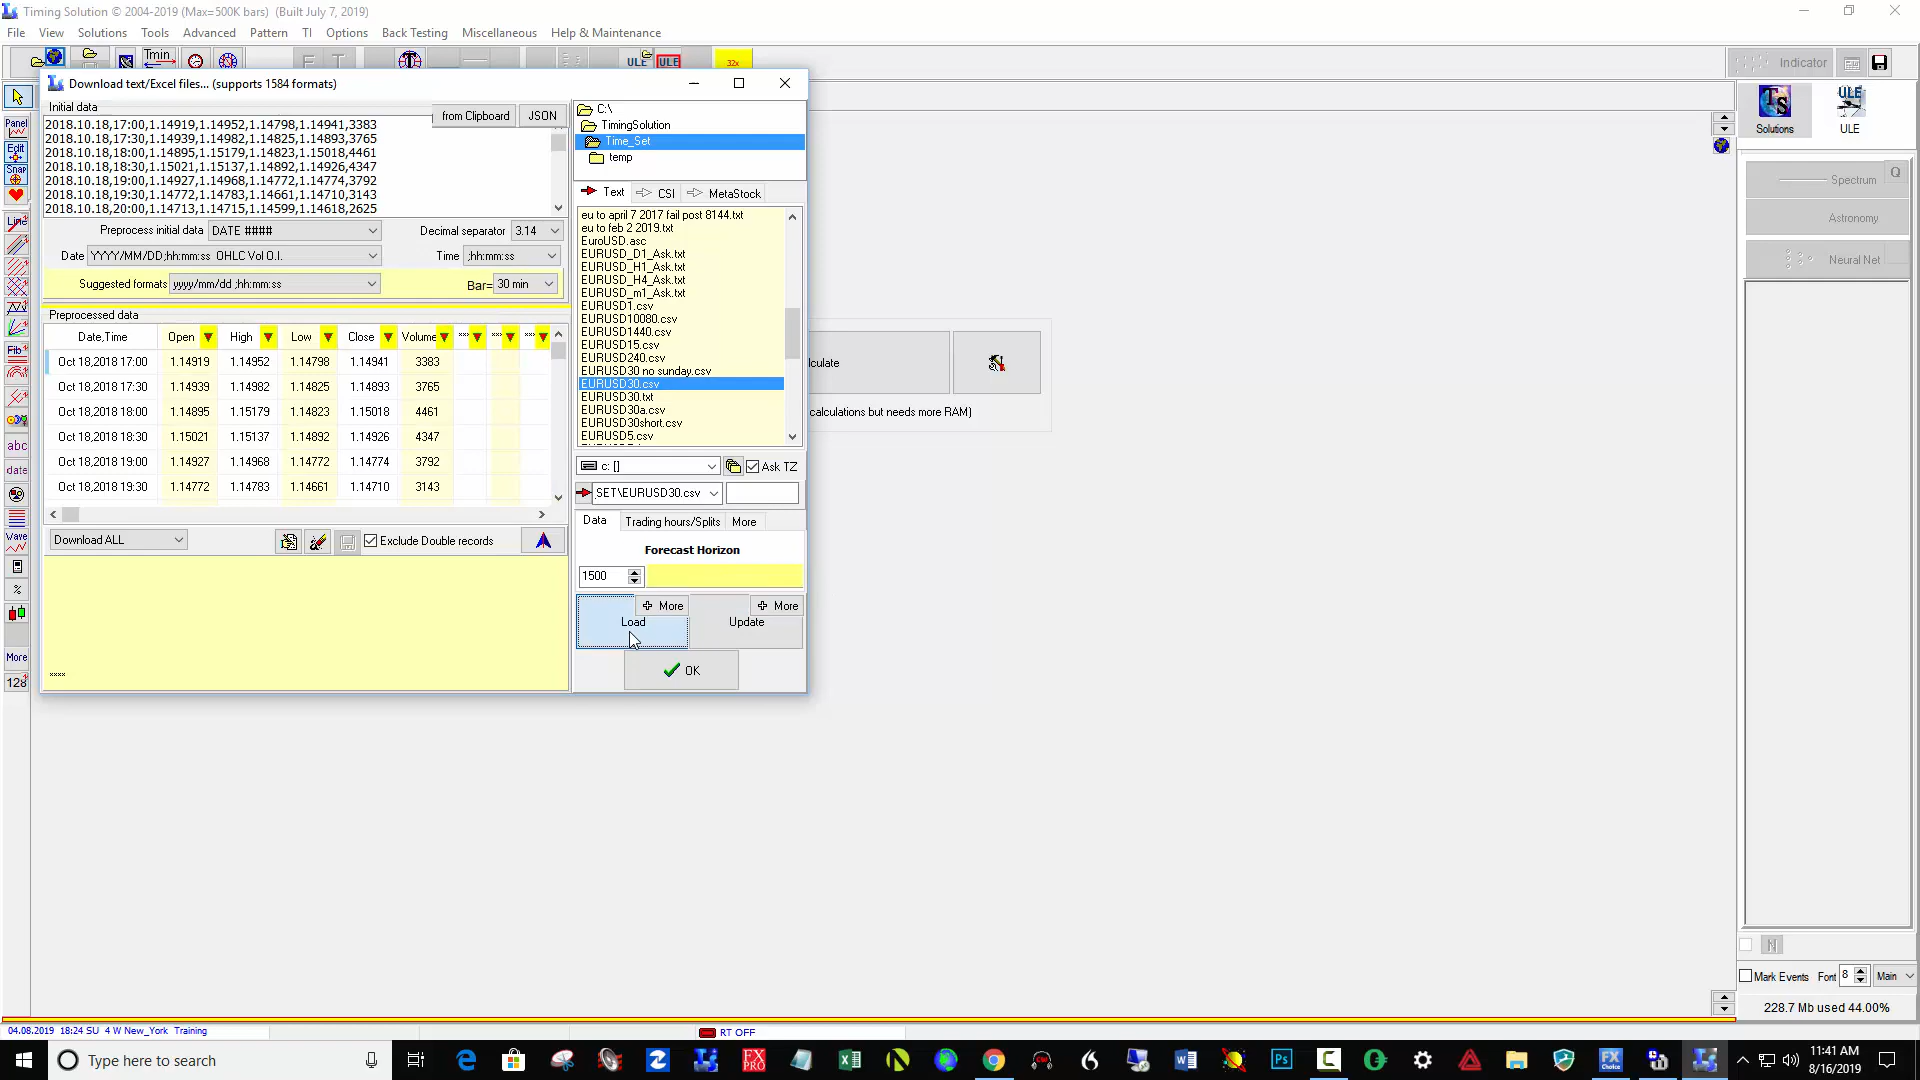 Timing Solution © 2004-2019 (Max=500K bars) (Built July 7, 2019)
File View Solutions Tools Advanced Pattern TI Options Back Testing Miscellaneous Help & Maintenance
Tmin
ULE ULE
32x
Indicator
Download text/Excel files... (supports 1584 formats)
Initial data
from Clipboard JSON
2018.10.18,17:00,1.14919,1.14952,1.14798,1.14941,3383
2018.10.18,17:30,1.14939,1.14982,1.14825,1.14893,3765
2018.10.18,18:00,1.14895,1.15179,1.14823,1.15018,4461
2018.10.18,18:30,1.15021,1.15137,1.14892,1.14926,4347
2018.10.18,19:00,1.14927,1.14968,1.14772,1.14774,3792
2018.10.18,19:30,1.14772,1.14783,1.14661,1.14710,3143
2018.10.18,20:00,1.14713,1.14715,1.14599,1.14618,2625
Preprocess initial data DATE #### Decimal separator 3.14
Date YYYY/MM/DD;hh:mm:ss OHLC Vol O.I. Time ;hh:mm:ss
Suggested formats yyyy/mm/dd ;hh:mm:ss Bar= 30 min
Preprocessed data
Date,Time Open High Low Close Volume
Oct 18,2018 17:00 1.14919 1.14952 1.14798 1.14941 3383
Oct 18,2018 17:30 1.14939 1.14982 1.14825 1.14893 3765
Oct 18,2018 18:00 1.14895 1.15179 1.14823 1.15018 4461
Oct 18,2018 18:30 1.15021 1.15137 1.14892 1.14926 4347
Oct 18,2018 19:00 1.14927 1.14968 1.14772 1.14774 3792
Oct 18,2018 19:30 1.14772 1.14783 1.14661 1.14710 3143
Download ALL Exclude Double records
C:\
TimingSolution
Time_Set
temp
Text CSI MetaStock
eu to april 7 2017 fail post 8144.txt
eu to feb 2 2019.txt
EuroUSD.asc
EURUSD_D1_Ask.txt
EURUSD_H1_Ask.txt
EURUSD_H4_Ask.txt
EURUSD_m1_Ask.txt
EURUSD1.csv
EURUSD10080.csv
EURUSD1440.csv
EURUSD15.csv
EURUSD240.csv
EURUSD30 no sunday.csv
EURUSD30.csv
EURUSD30.txt
EURUSD30a.csv
EURUSD30short.csv
EURUSD5.csv
c: [] Ask TZ
SET\EURUSD30.csv
Data Trading hours/Splits More
Forecast Horizon
1500
More More
Load Update
OK
lculate
calculations but needs more RAM)
Panel
Edit
Snap
Line
Fib
abc
date
Wave
%
More
128
Solutions ULE
Spectrum Q
Astronomy
Neural Net
N
Mark Events Font 8 Main
228.7 Mb used 44.00%
04.08.2019 18:24 SU 4 W New_York Training
RT OFF
Type here to search
11:41 AM
8/16/2019